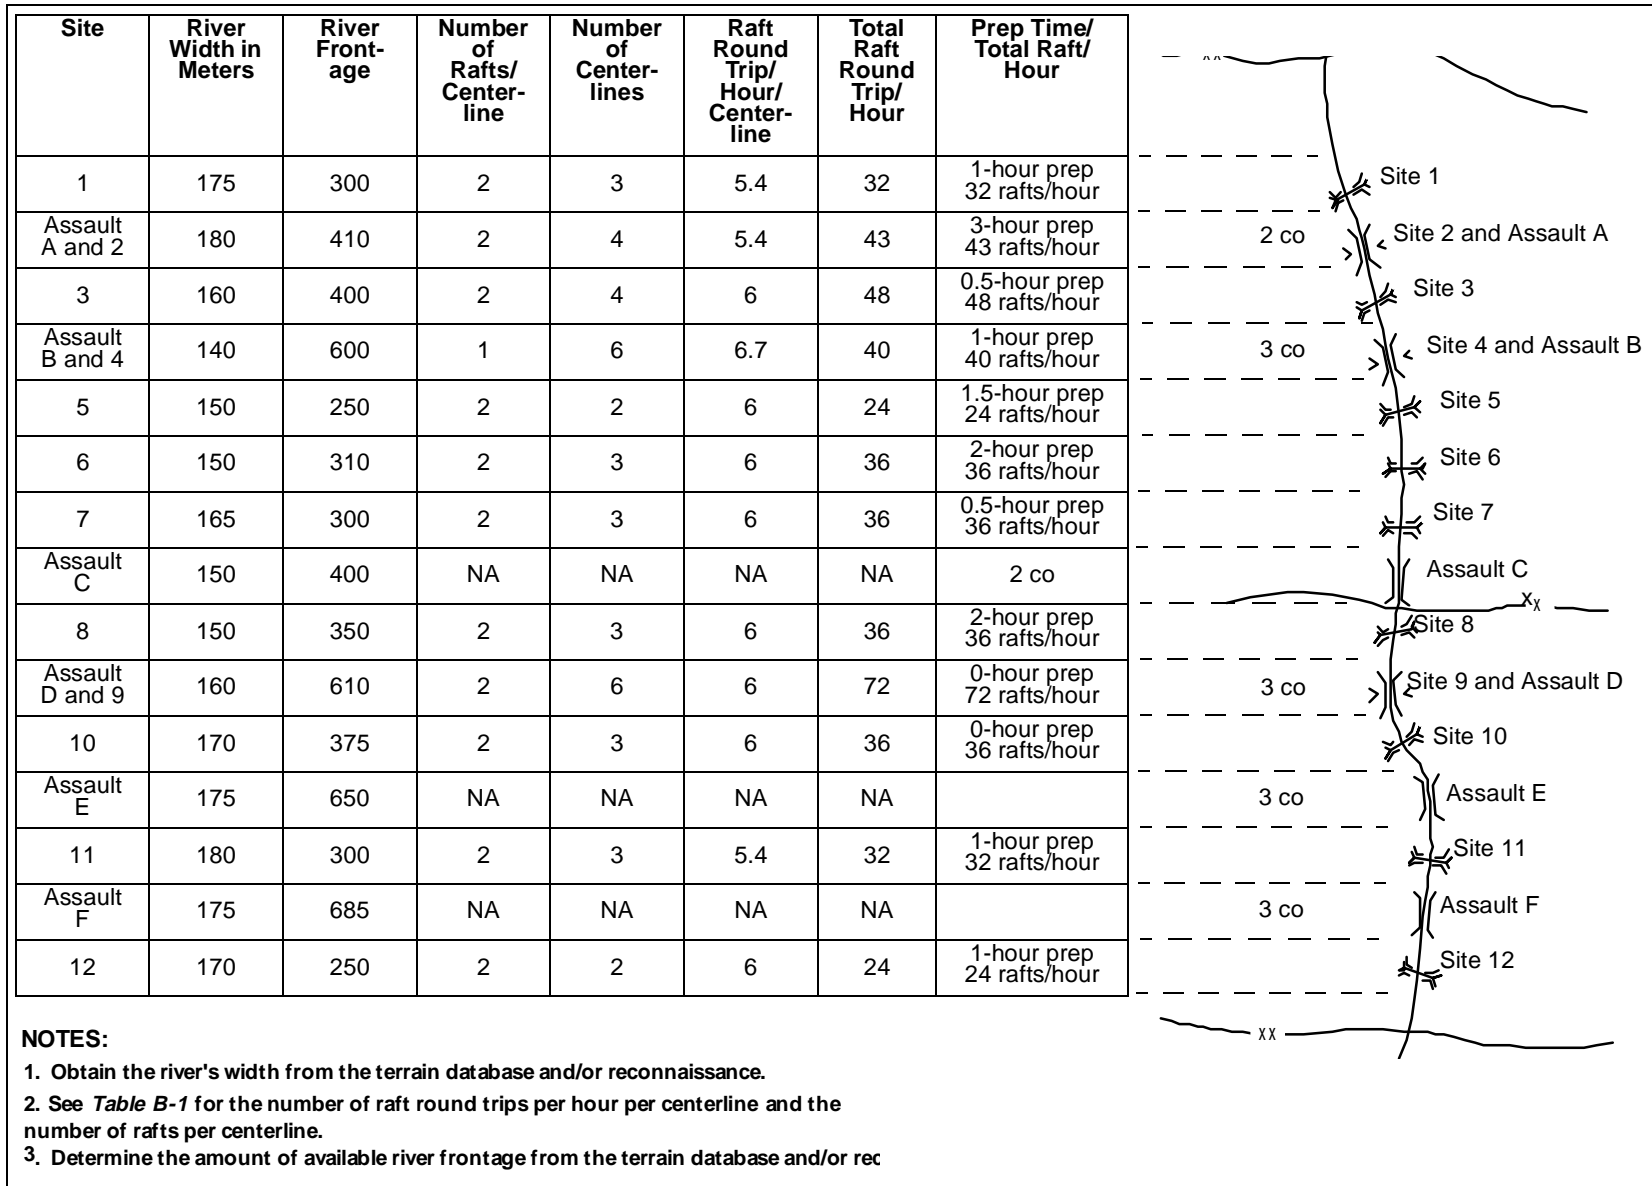 Site River Width in Meters River Front-age Number of Rafts/ Center-line Number of Center-lines Raft Round Trip/ Hour/ Center-line Total Raft Round Trip/ Hour Prep Time/ Total Raft/ Hour
1 175 300 2 3 5.4 32 1-hour prep 32 rafts/hour
Assault A and 2 180 410 2 4 5.4 43 3-hour prep 43 rafts/hour
3 160 400 2 4 6 48 0.5-hour prep 48 rafts/hour
Assault B and 4 140 600 1 6 6.7 40 1-hour prep 40 rafts/hour
5 150 250 2 2 6 24 1.5-hour prep 24 rafts/hour
6 150 310 2 3 6 36 2-hour prep 36 rafts/hour
7 165 300 2 3 6 36 0.5-hour prep 36 rafts/hour
Assault C 150 400 NA NA NA NA 2 co
8 150 350 2 3 6 36 2-hour prep 36 rafts/hour
Assault D and 9 160 610 2 6 6 72 0-hour prep 72 rafts/hour
10 170 375 2 3 6 36 0-hour prep 36 rafts/hour
Assault E 175 650 NA NA NA NA
11 180 300 2 3 5.4 32 1-hour prep 32 rafts/hour
Assault F 175 685 NA NA NA NA
12 170 250 2 2 6 24 1-hour prep 24 rafts/hour
Site 1
2 co Site 2 and Assault A
Site 3
3 co Site 4 and Assault B
Site 5
Site 6
Site 7
Assault C
XX
Site 8
3 co Site 9 and Assault D
Site 10
3 co Assault E
Site 11
3 co Assault F
Site 12
XX
NOTES:
1. Obtain the river's width from the terrain database and/or reconnaissance.
2. See Table B-1 for the number of raft round trips per hour per centerline and the
number of rafts per centerline.
3. Determine the amount of available river frontage from the terrain database and/or